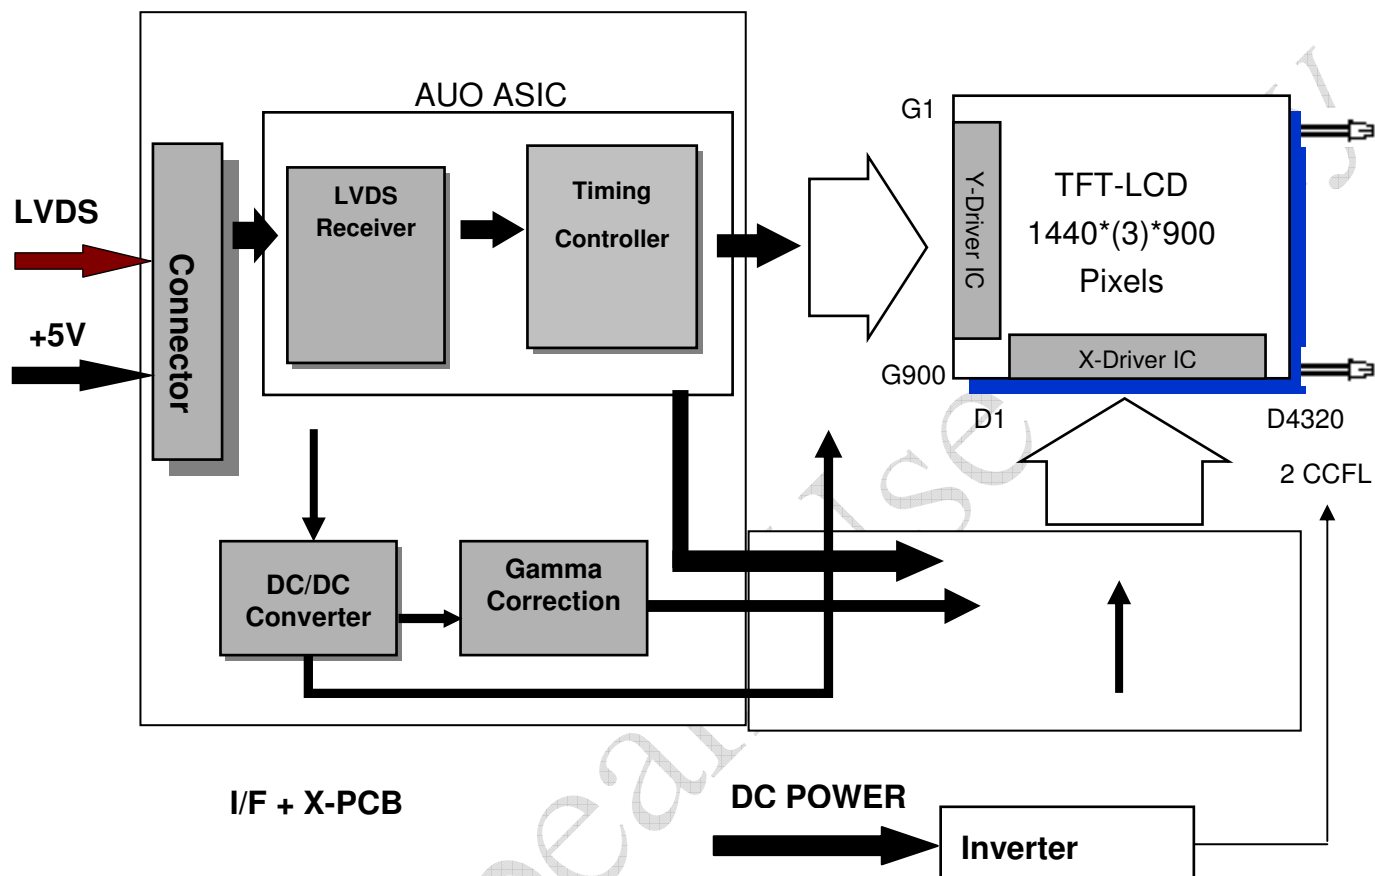 AUO ASIC
G1
LVDS
Receiver
Timing
Controller
LVDS
Connector
+5V
Y-Driver IC
TFT-LCD
1440*(3)*900
Pixels
X-Driver IC
G900
D1
D4320
2 CCFL
DC/DC
Converter
Gamma
Correction
I/F + X-PCB
DC POWER
Inverter